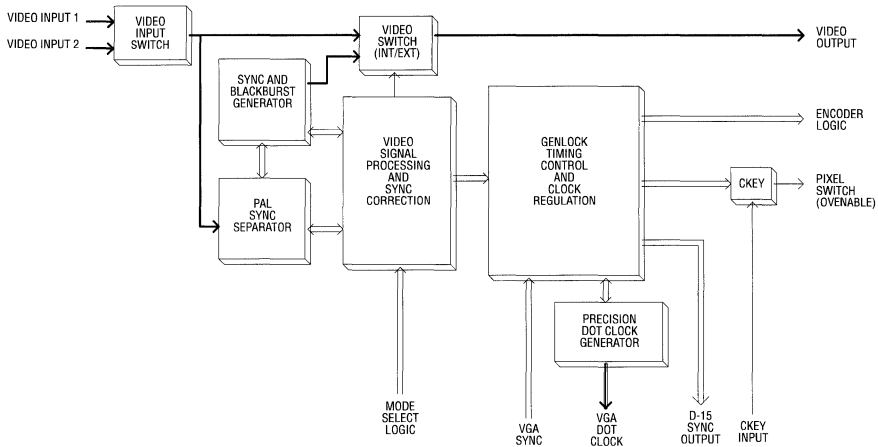 VIDEO INPUT 1
VIDEO INPUT 2
VIDEO
INPUT
SWITCH
VIDEO
SWITCH
(INT/EXT)
VIDEO
OUTPUT
SYNC AND
BLACKBURST
GENERATOR
VIDEO
SIGNAL
PROCESSING
AND
SYNC
CORRECTION
GENLOCK
TIMING
CONTROL
AND
CLOCK
REGULATION
ENCODER
LOGIC
CKEY
PIXEL
SWITCH
(OVENABLE)
PAL
SYNC
SEPARATOR
PRECISION
DOT CLOCK
GENERATOR
MODE
SELECT
LOGIC
VGA
SYNC
VGA
DOT
CLOCK
D-15
SYNC
OUTPUT
CKEY
INPUT